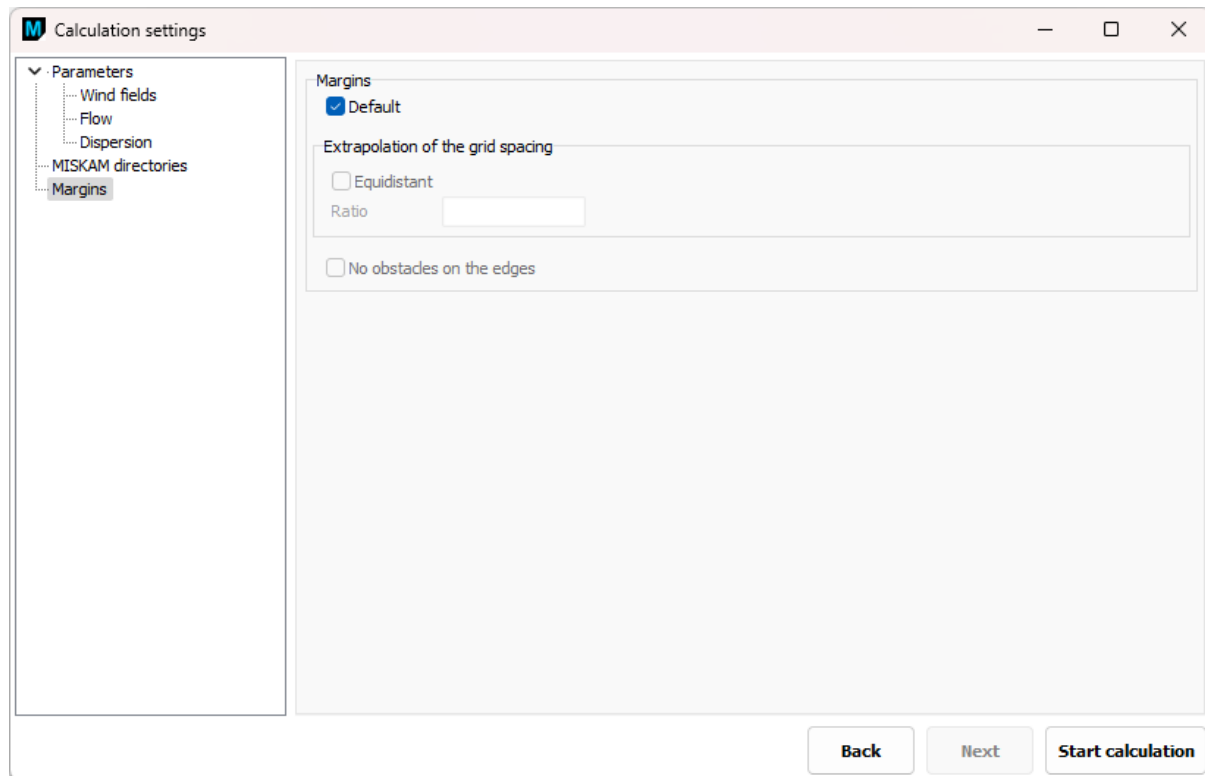 M Calculation settings
Parameters
Wind fields
Flow
Dispersion
MISKAM directories
Margins
Margins
Default
Extrapolation of the grid spacing
Equidistant
Ratio
No obstacles on the edges
Back Next Start calculation